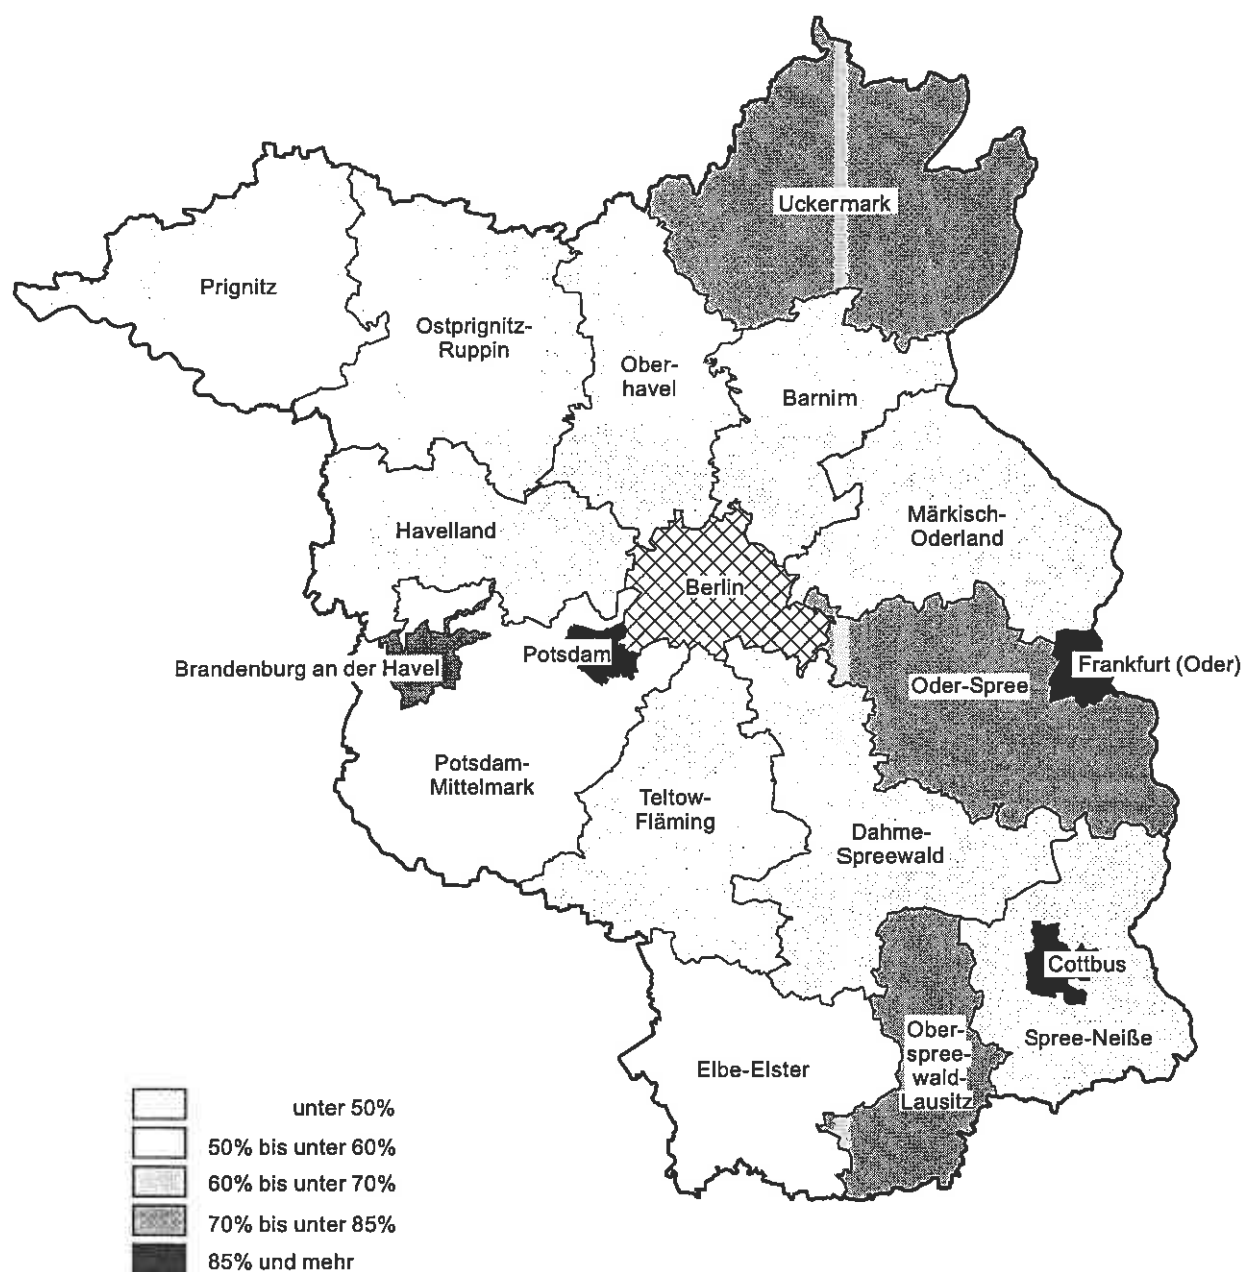 Uckermark
Prignitz
Ostprignitz-
Ruppin
Ober-
havel
Barnim
Havelland
Märkisch-
Oderland
Berlin
Brandenburg an der Havel
Potsdam
Oder-Spree
Frankfurt (Oder)
Potsdam-
Mittelmark
Teltow-
Fläming
Dahme-
Spreewald
Cottbus
Ober-
spree-
wald-
Lausitz
Spree-Neiße
Elbe-Elster
unter 50%
50% bis unter 60%
60% bis unter 70%
70% bis unter 85%
85% und mehr